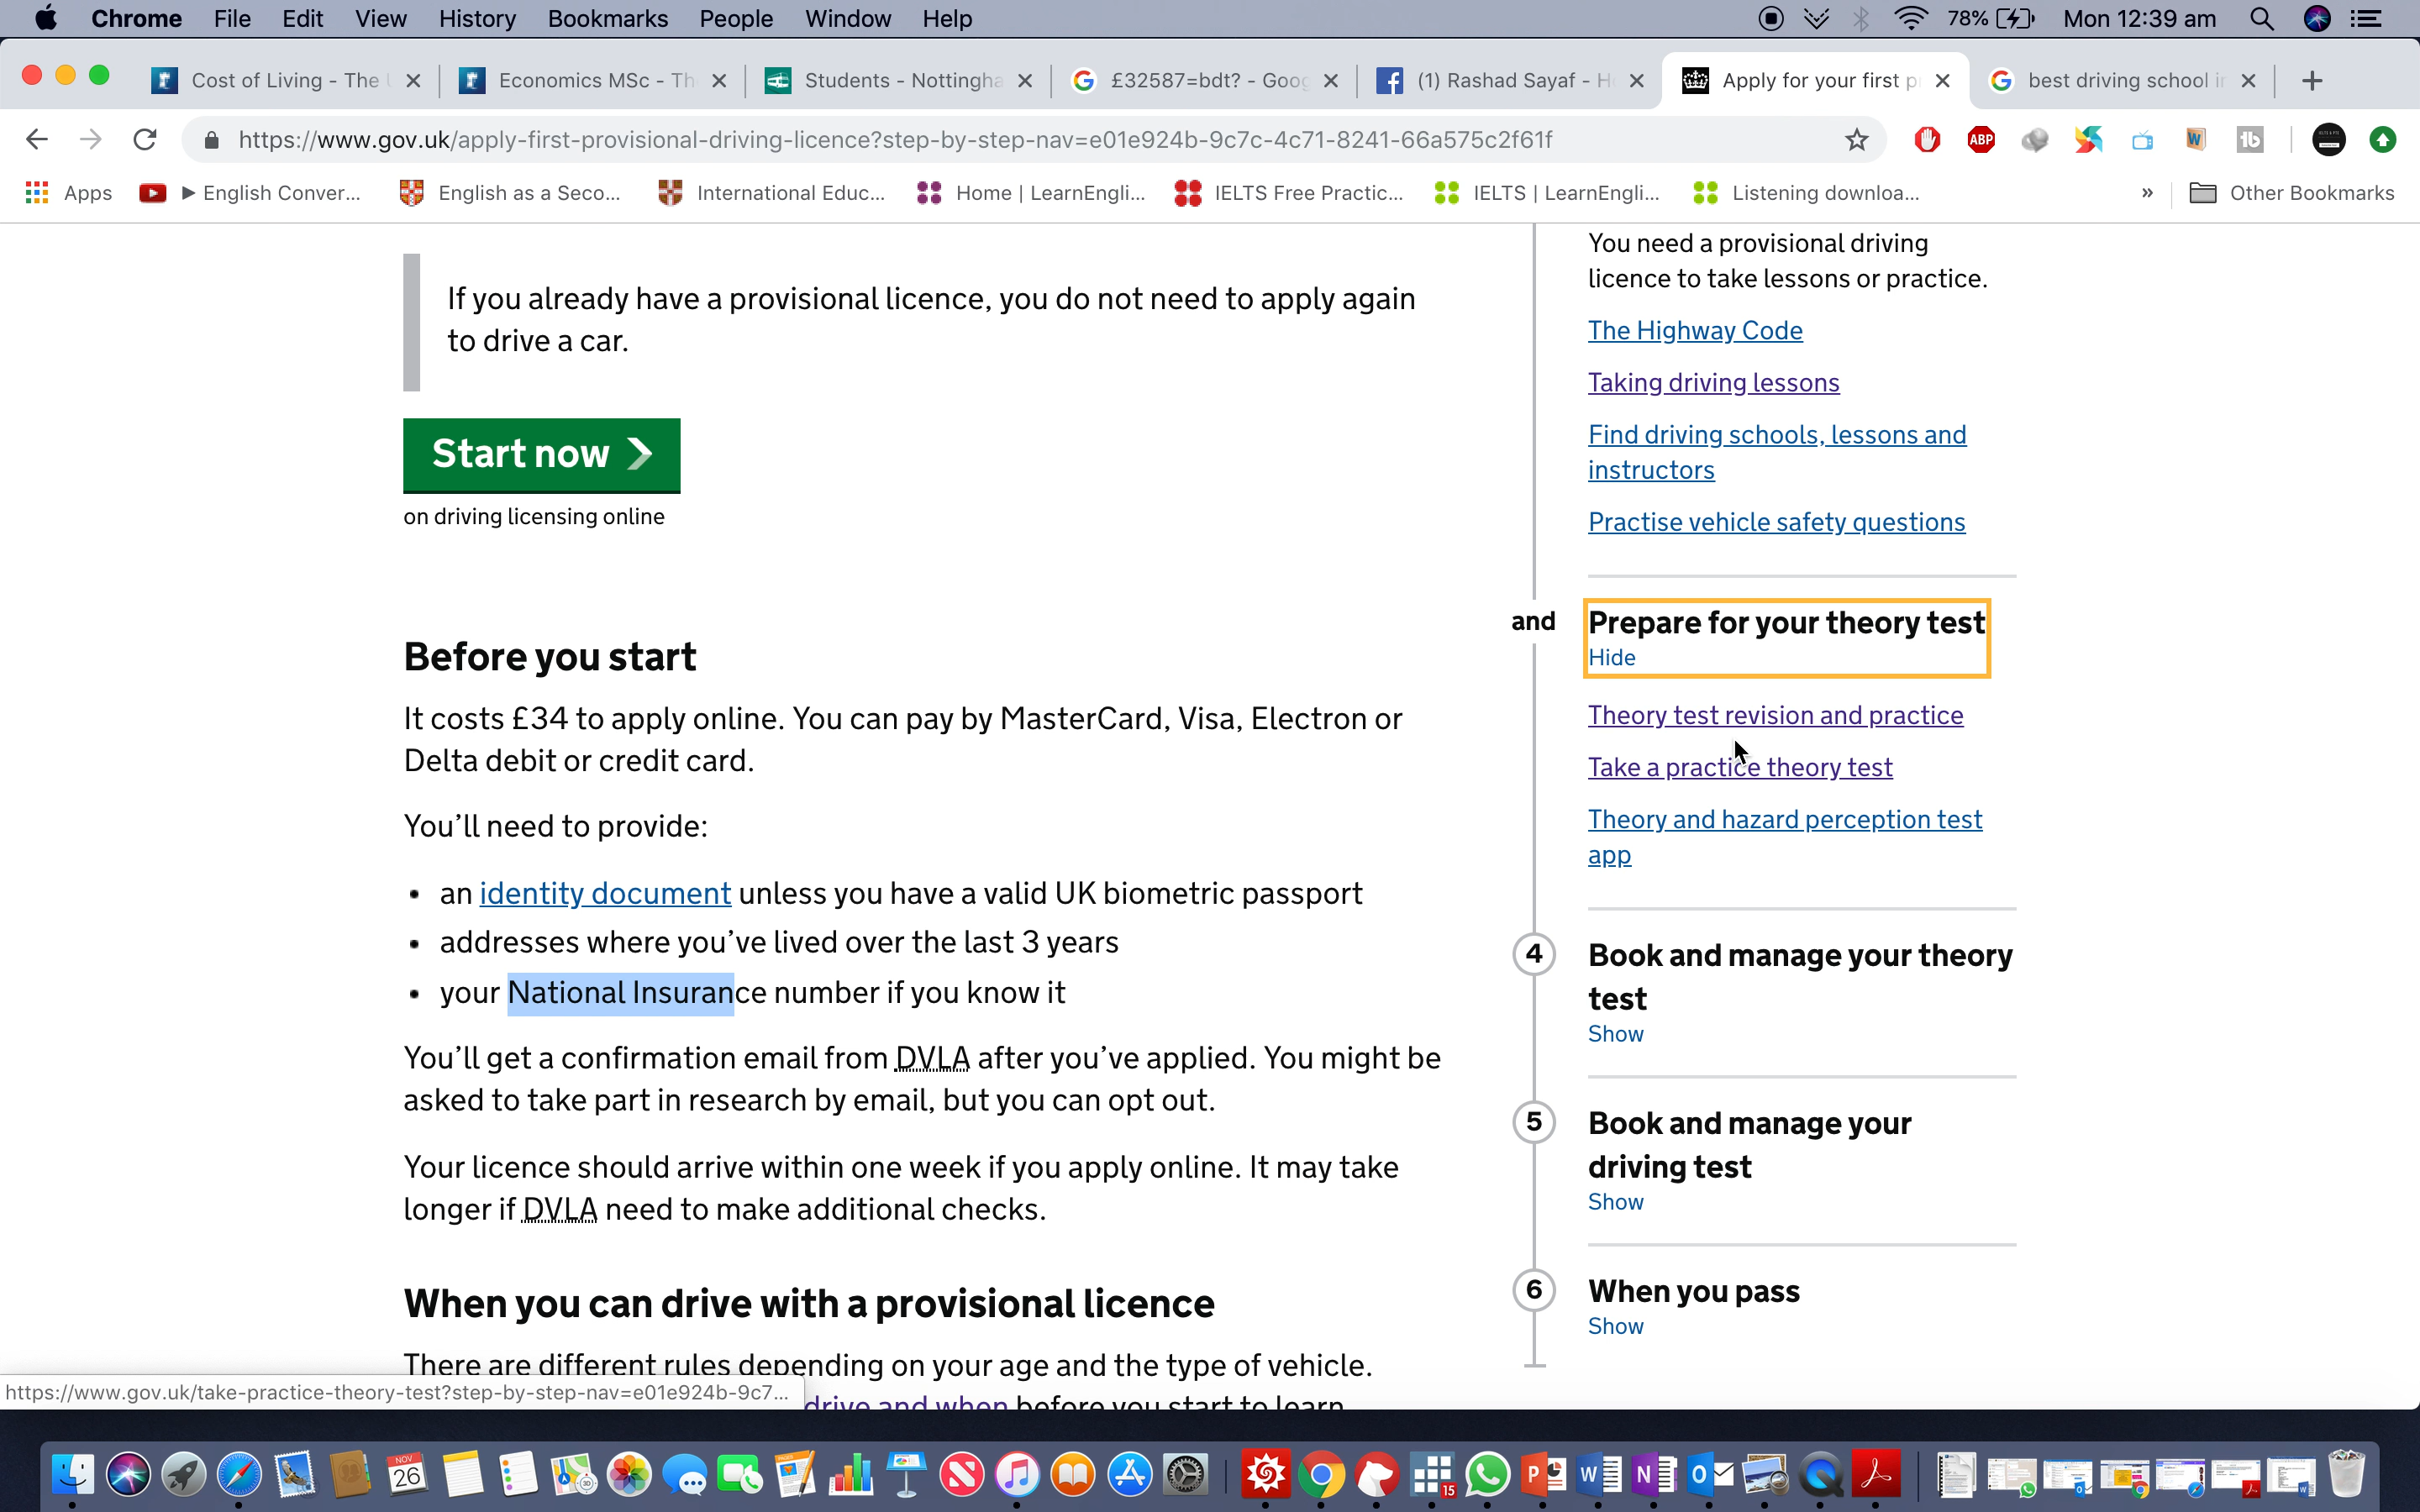 Chrome File Edit View History Bookmarks People Window Help 78% Mon 12:39 am
Cost of Living - The Economics MSc - Th Students - Nottingha £32587=bdt? - Goog (1) Rashad Sayaf - H Apply for your first p best driving school in
https://www.gov.uk/apply-first-provisional-driving-licence?step-by-step-nav=e01e924b-9c7c-4c71-8241-66a575c2f61f
ABP
W
Apps ▶ English Conver... English as a Seco... International Educ... Home | LearnEngli... IELTS Free Practic... IELTS | LearnEngli... Listening downloa... » Other Bookmarks
If you already have a provisional licence, you do not need to apply again
to drive a car.
Start now
on driving licensing online
Before you start
It costs £34 to apply online. You can pay by MasterCard, Visa, Electron or
Delta debit or credit card.
You’ll need to provide:
• an identity document unless you have a valid UK biometric passport
• addresses where you’ve lived over the last 3 years
• your National Insurance number if you know it
You’ll get a confirmation email from DVLA after you’ve applied. You might be
asked to take part in research by email, but you can opt out.
Your licence should arrive within one week if you apply online. It may take
longer if DVLA need to make additional checks.
When you can drive with a provisional licence
There are different rules depending on your age and the type of vehicle.
drive and when before you start to learn
https://www.gov.uk/take-practice-theory-test?step-by-step-nav=e01e924b-9c7...
You need a provisional driving
licence to take lessons or practice.
The Highway Code
Taking driving lessons
Find driving schools, lessons and
instructors
Practise vehicle safety questions
and Prepare for your theory test
Hide
Theory test revision and practice
Take a practice theory test
Theory and hazard perception test
app
4 Book and manage your theory
test
Show
5 Book and manage your
driving test
Show
6 When you pass
Show
NOV
26
15
P
W
N
O